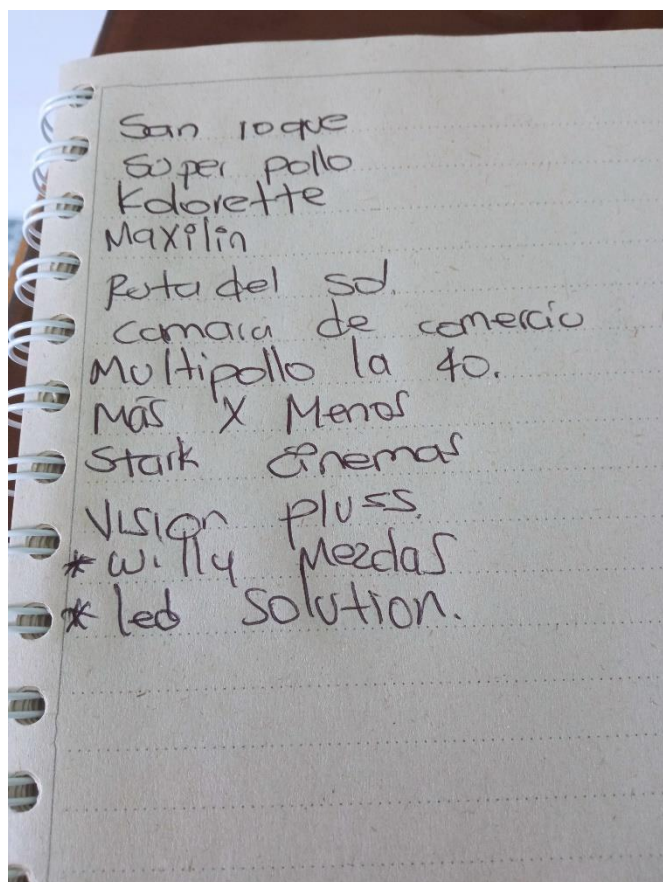 San roque
Super pollo
Kolorette
Maxilin
Ruta del sol.
camara de comercio
Multipollo la 40.
Más X Menos
Stark cinemas
Vision pluss.
* Willy Mezclas
* led solution.